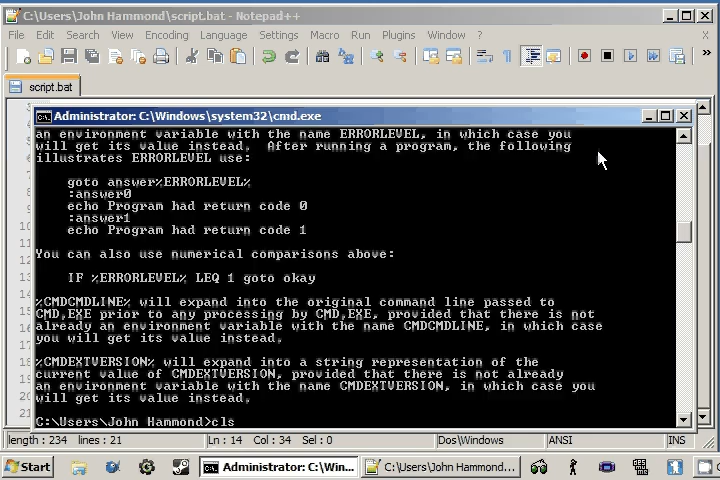 C:\Users\John Hammond\script.bat - Notepad++
File Edit Search View Encoding Language Settings Macro Run Plugins Window ? X
script.bat
Administrator: C:\Windows\system32\cmd.exe
an environment variable with the name ERRORLEVEL, in which case you
will get its value instead. After running a program, the following
illustrates ERRORLEVEL use:
goto answer%ERRORLEVEL%
:answer0
echo Program had return code 0
:answer1
echo Program had return code 1
You can also use numerical comparisons above:
IF %ERRORLEVEL% LEQ 1 goto okay
%CMDCMDLINE% will expand into the original command line passed to
CMD.EXE prior to any processing by CMD.EXE, provided that there is not
already an environment variable with the name CMDCMDLINE, in which case
you will get its value instead.
%CMDEXTVERSION% will expand into a string representation of the
current value of CMDEXTVERSION, provided that there is not already
an environment variable with the name CMDEXTVERSION, in which case you
will get its value instead.
C:\Users\John Hammond>cls
length : 234 lines : 21 Ln : 14 Col : 34 Sel : 0 Dos\Windows ANSI INS
Start Administrator: C:\Win... C:\Users\John Hammond...